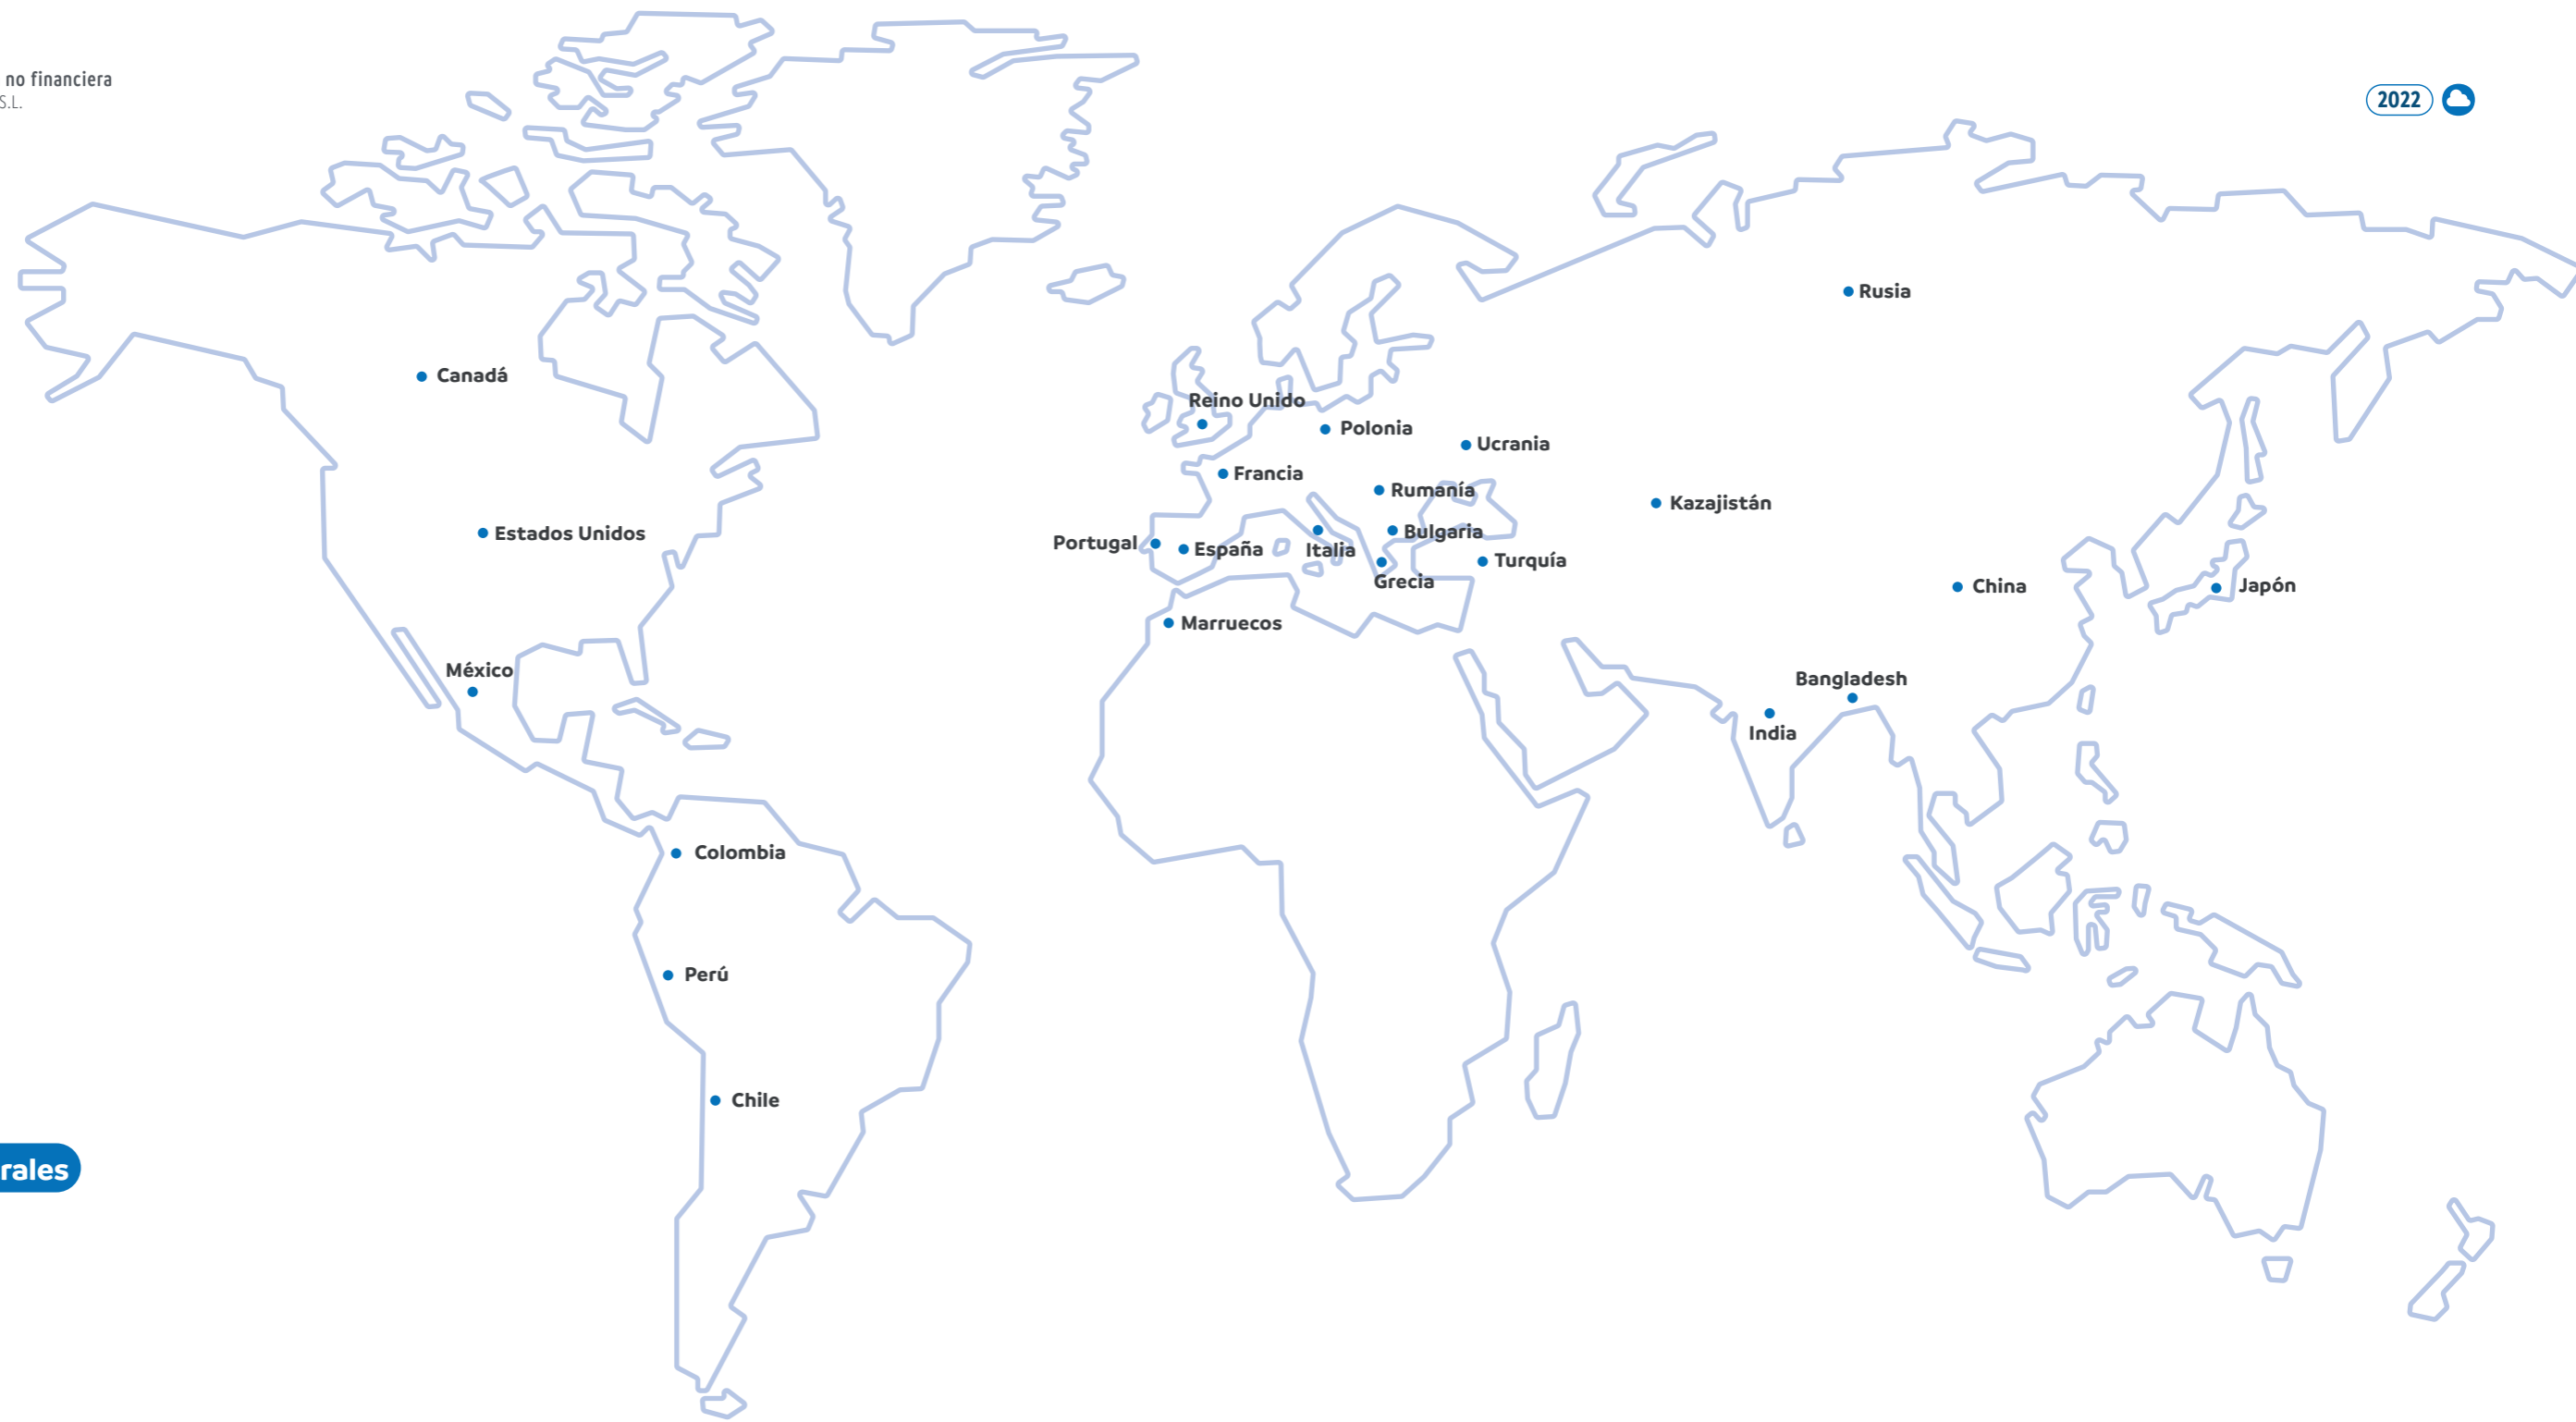 no financiera
S.L.
2022
Rusia
Canadá
Reino Unido
Polonia
Ucrania
Francia
Rumanía
Kazajistán
Estados Unidos
Bulgaria
Portugal
España
Italia
Turquía
Grecia
China
Japón
Marruecos
México
Bangladesh
India
Colombia
Perú
Chile
rales